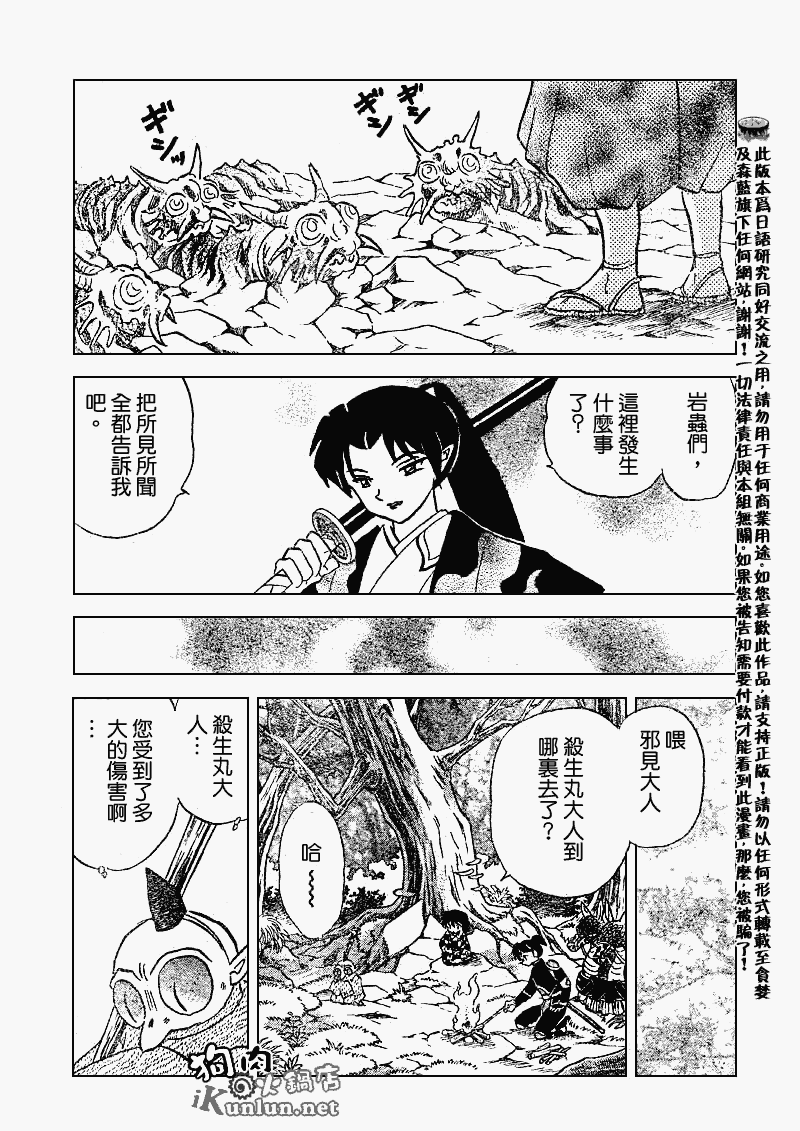 ギシッ
ギン
ギシ
岩蟲們，
這裡發生
什麼事
了？
把所見所聞
全都告訴我
吧。
喂
邪見大人
殺生丸大人到
哪裏去了？
哈～
殺生丸大
人…
您受到了多
大的傷害啊
…
此版本爲日語研究同好交流之用，請勿用于任何商業用途。如您喜歡此作品，請支持正版！請勿以任何形式轉載至貪婪
及森藍旗下任何網站，謝謝！一切法律責任與本組無關。如果您被告知需要付款才能看到此漫畫，那麼，您被騙了！
狗肉
火鍋店
iKunlun.net